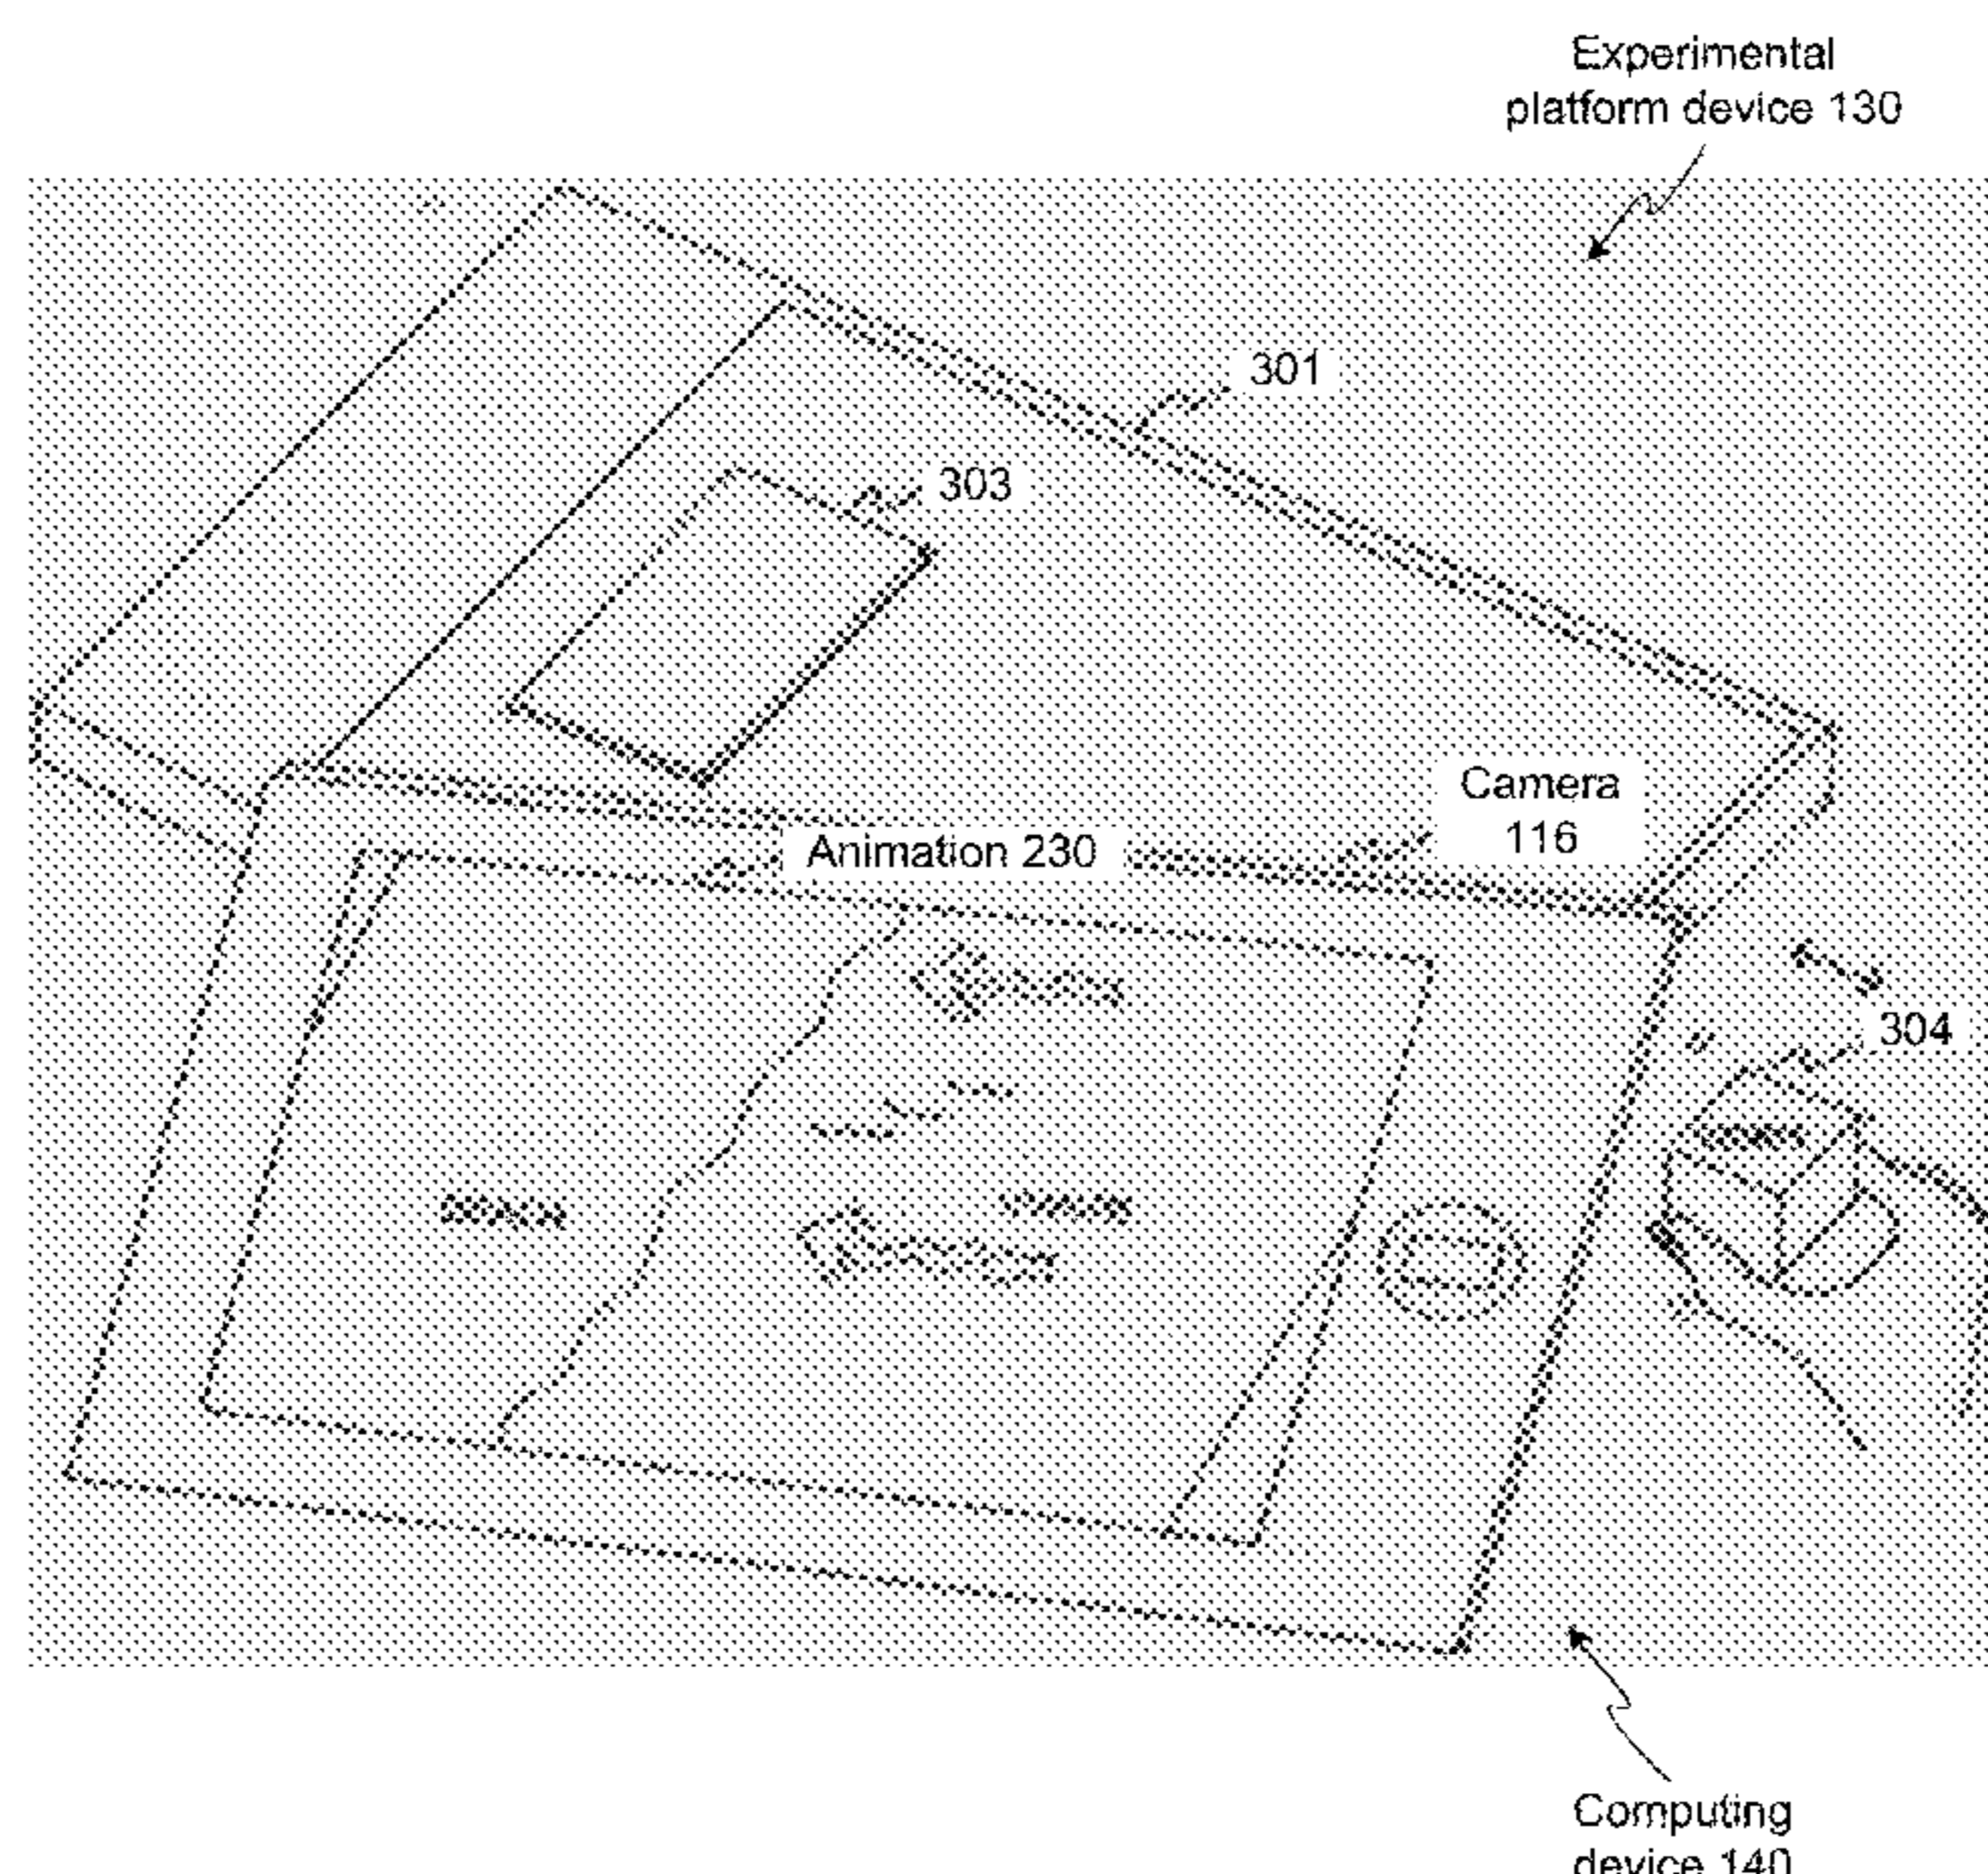 Experimental
platform device 130
301
303
Camera
116
Animation 230
304
Computing
device 140